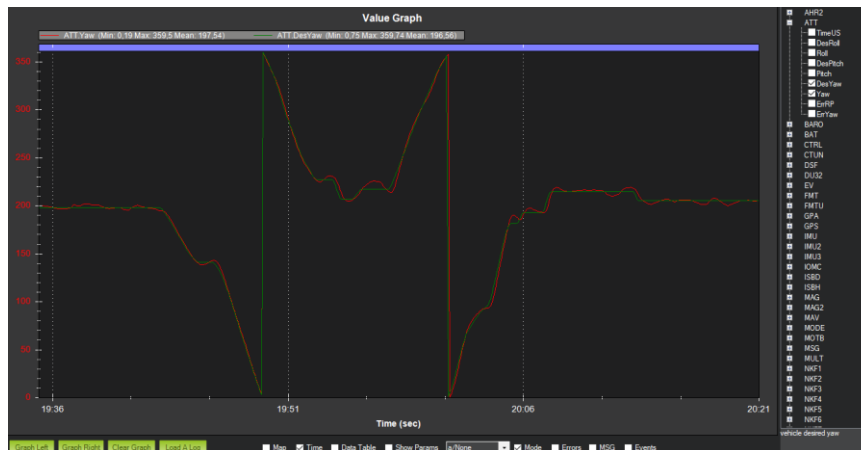 Value Graph
ATT.Yaw (Min: 0,19 Max: 359,5 Mean: 197,54) ATT.DesYaw (Min: 0,75 Max: 359,74 Mean: 196,56)
350
300
250
200
150
100
50
0
19:36 19:51 20:06 20:21
Time (sec)
Graph Left Graph Right Clear Graph Load A Log Map Time Data Table Show Params a/None Mode Errors MSG Events
AHR2
ATT
TimeUS
DesRoll
Roll
DesPitch
Pitch
DesYaw
Yaw
ErrRP
ErrYaw
BARO
BAT
CTRL
CTUN
DSF
DU32
EV
FMT
FMTU
GPA
GPS
IMU
IMU2
IMU3
IOMC
ISBD
ISBH
MAG
MAG2
MAV
MODE
MOTB
MSG
MULT
NKF1
NKF2
NKF3
NKF4
NKF5
NKF6
vehicle desired yaw